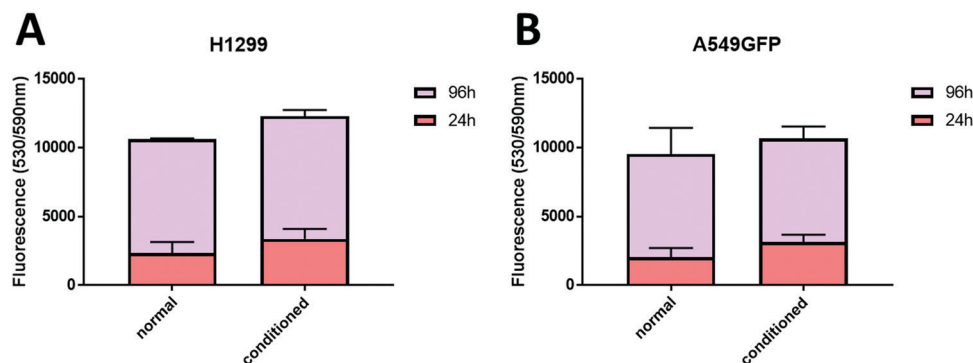 A
H1299
Fluorescence (530/590nm)
15000
10000
5000
0
normal
conditioned
96h
24h
B
A549GFP
Fluorescence (530/590nm)
15000
10000
5000
0
normal
conditioned
96h
24h